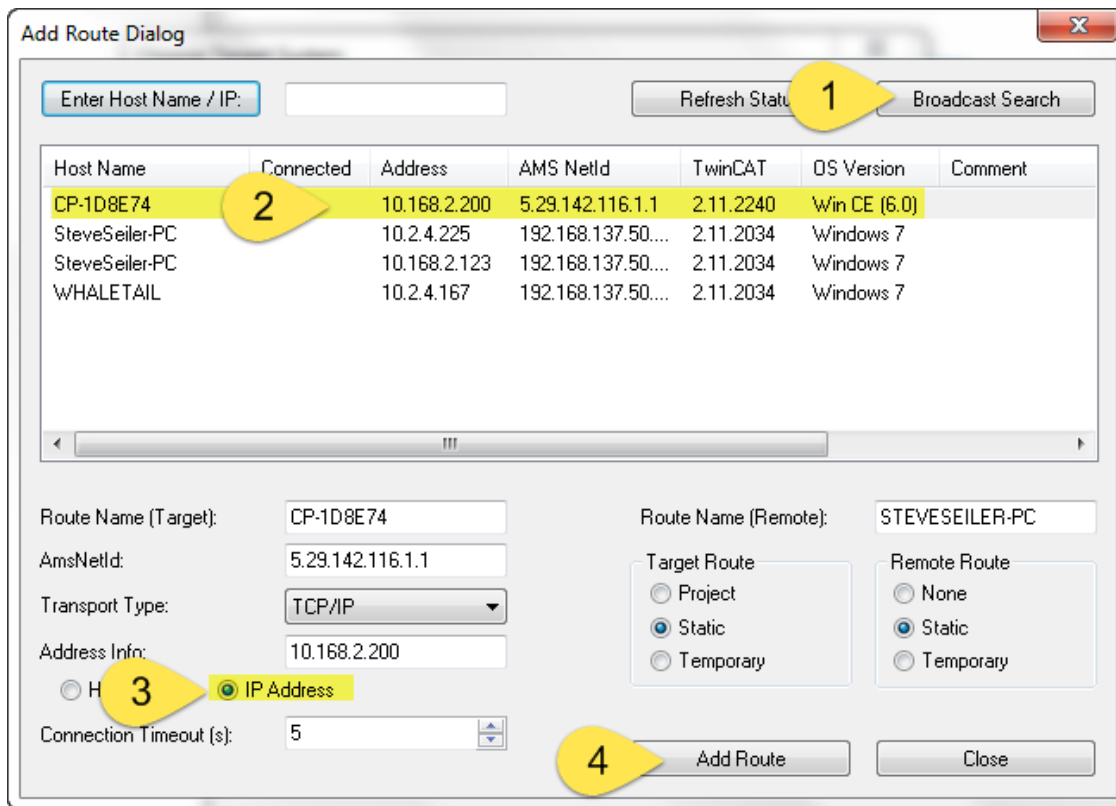 Add Route Dialog
Enter Host Name / IP:
1
Broadcast Search
Host Name Connected Address AMS NetId TwinCAT OS Version Comment
CP-1D8E74 2 10.168.2.200 5.29.142.116.1.1 2.11.2240 Win CE (6.0)
SteveSeiler-PC 10.2.4.225 192.168.137.50.... 2.11.2034 Windows 7
SteveSeiler-PC 10.168.2.123 192.168.137.50.... 2.11.2034 Windows 7
WHALETAIL 10.2.4.167 192.168.137.50.... 2.11.2034 Windows 7
Route Name (Target): CP-1D8E74 Route Name (Remote): STEVESEILER-PC
AmsNetId: 5.29.142.116.1.1 Target Route Remote Route
Transport Type: TCP/IP Project None
Address Info: 10.168.2.200 Static Static
3 IP Address Temporary Temporary
Connection Timeout (s): 5
4 Add Route Close